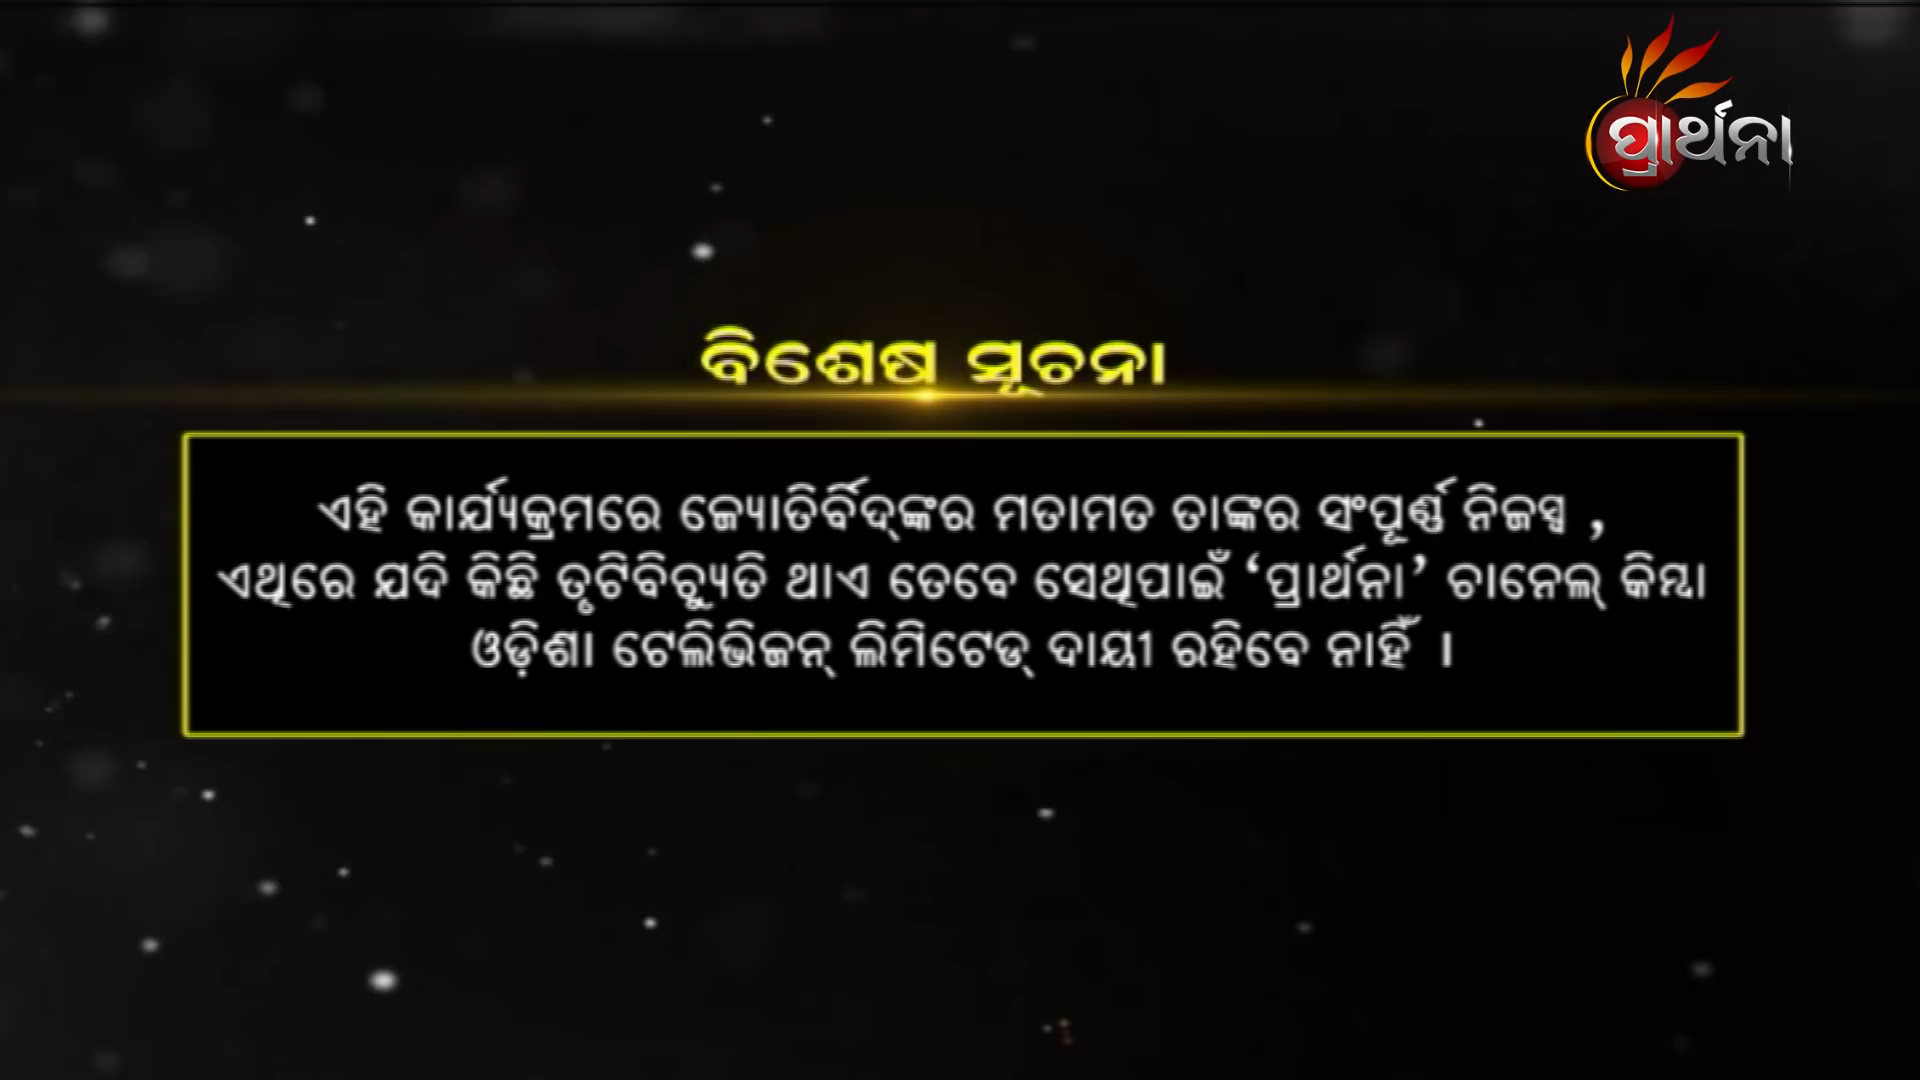 ପ୍ରାର୍ଥନା
ବିଶେଷ ସୂଚନା
ଏହି କାର୍ଯ୍ୟକ୍ରମରେ ଜ୍ୟୋତିର୍ବିଦ୍‌ଙ୍କର ମତାମତ ତାଙ୍କର ସଂପୂର୍ଣ୍ଣ ନିଜସ୍ୱ ,
ଏଥିରେ ଯଦି କିଛି ତୃଟିବିଚ୍ୟୁତି ଥାଏ ତେବେ ସେଥିପାଇଁ ‘ପ୍ରାର୍ଥନା’ ଚାନେଲ୍ କିମ୍ୱା
ଓଡ଼ିଶା ଟେଲିଭିଜନ୍ ଲିମିଟେଡ୍ ଦାୟୀ ରହିବେ ନାହିଁ ।